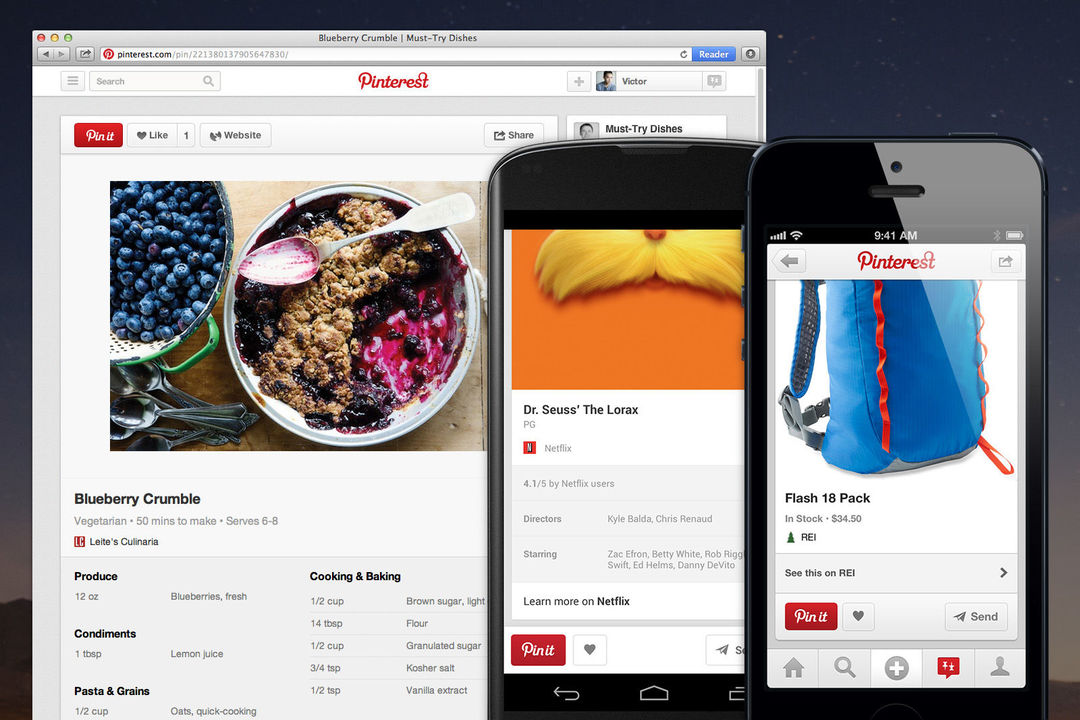 Blueberry Crumble | Must-Try Dishes
pinterest.com/pin/221380137905647830/
Reader
Search
Pinterest
Victor
Pin it
Like
1
Website
Share
Must-Try Dishes
Blueberry Crumble
Vegetarian • 50 mins to make • Serves 6-8
LC Leite's Culinaria
Produce
12 oz Blueberries, fresh
Condiments
1 tbsp Lemon juice
Pasta & Grains
1/2 cup Oats, quick-cooking
Cooking & Baking
1/2 cup Brown sugar, light
14 tbsp Flour
1/2 cup Granulated sugar
3/4 tsp Kosher salt
1/2 tsp Vanilla extract
Dr. Seuss' The Lorax
PG
N Netflix
4.1/5 by Netflix users
Directors Kyle Balda, Chris Renaud
Starring Zac Efron, Betty White, Rob Riggl
Swift, Ed Helms, Danny DeVito
Learn more on Netflix
Pin it
9:41 AM
Pinterest
Flash 18 Pack
In Stock • $34.50
REI
See this on REI
Pin it
Send